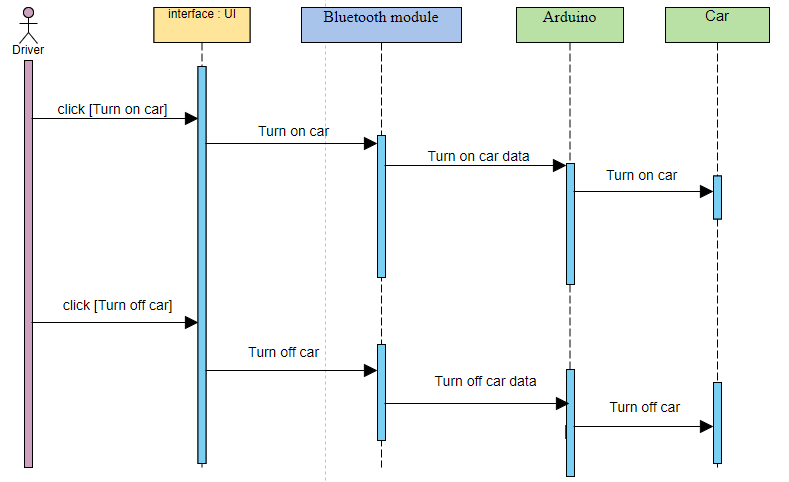 interface : UI
Bluetooth module
Arduino
Car
Driver
click [Turn on car]
Turn on car
Turn on car data
Turn on car
click [Turn off car]
Turn off car
Turn off car data
Turn off car